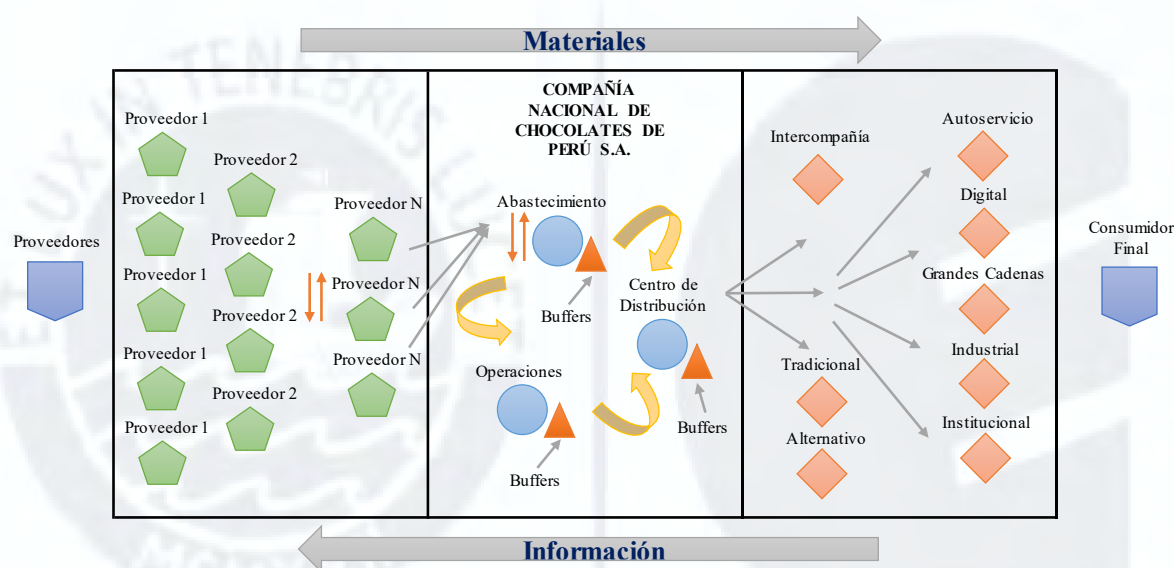 Materiales
Proveedores
Proveedor 1
Proveedor 1
Proveedor 1
Proveedor 1
Proveedor 1
Proveedor 2
Proveedor 2
Proveedor 2
Proveedor 2
Proveedor N
Proveedor N
Proveedor N
COMPAÑÍA
NACIONAL DE
CHOCOLATES DE
PERÚ S.A.
Abastecimiento
Buffers
Centro de
Distribución
Buffers
Operaciones
Buffers
Intercompañía
Tradicional
Alternativo
Autoservicio
Digital
Grandes Cadenas
Industrial
Institucional
Consumidor
Final
Información